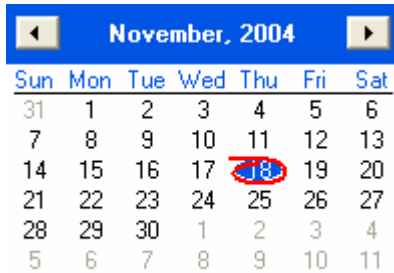 November, 2004
Sun Mon Tue Wed Thu Fri Sat
31 1 2 3 4 5 6
7 8 9 10 11 12 13
14 15 16 17 18 19 20
21 22 23 24 25 26 27
28 29 30 1 2 3 4
5 6 7 8 9 10 11